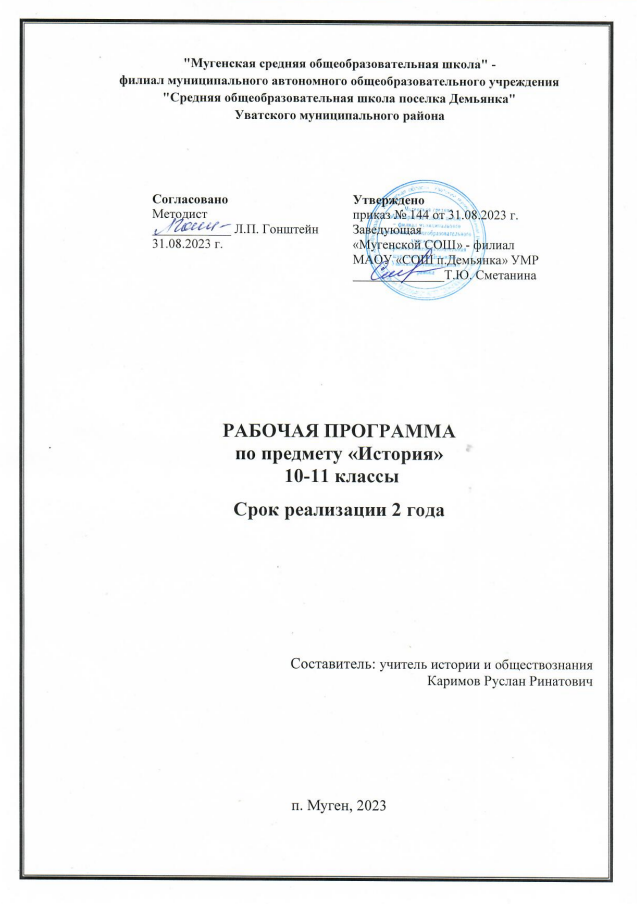 "Мугенская средняя общеобразовательная школа" -
филиал муниципального автономного общеобразовательного учреждения
"Средняя общеобразовательная школа поселка Демьянка"
Уватского муниципального района
Согласовано
Методист
__________ Л.П. Гонштейн
31.08.2023 г.
Утверждено
приказ № 144 от 31.08.2023 г.
Заведующая
«Мугенской СОШ» - филиал
МАОУ «СОШ п.Демьянка» УМР
_____________Т.Ю. Сметанина
РАБОЧАЯ ПРОГРАММА
по предмету «История»
10-11 классы
Срок реализации 2 года
Составитель: учитель истории и обществознания
Каримов Руслан Ринатович
п. Муген, 2023